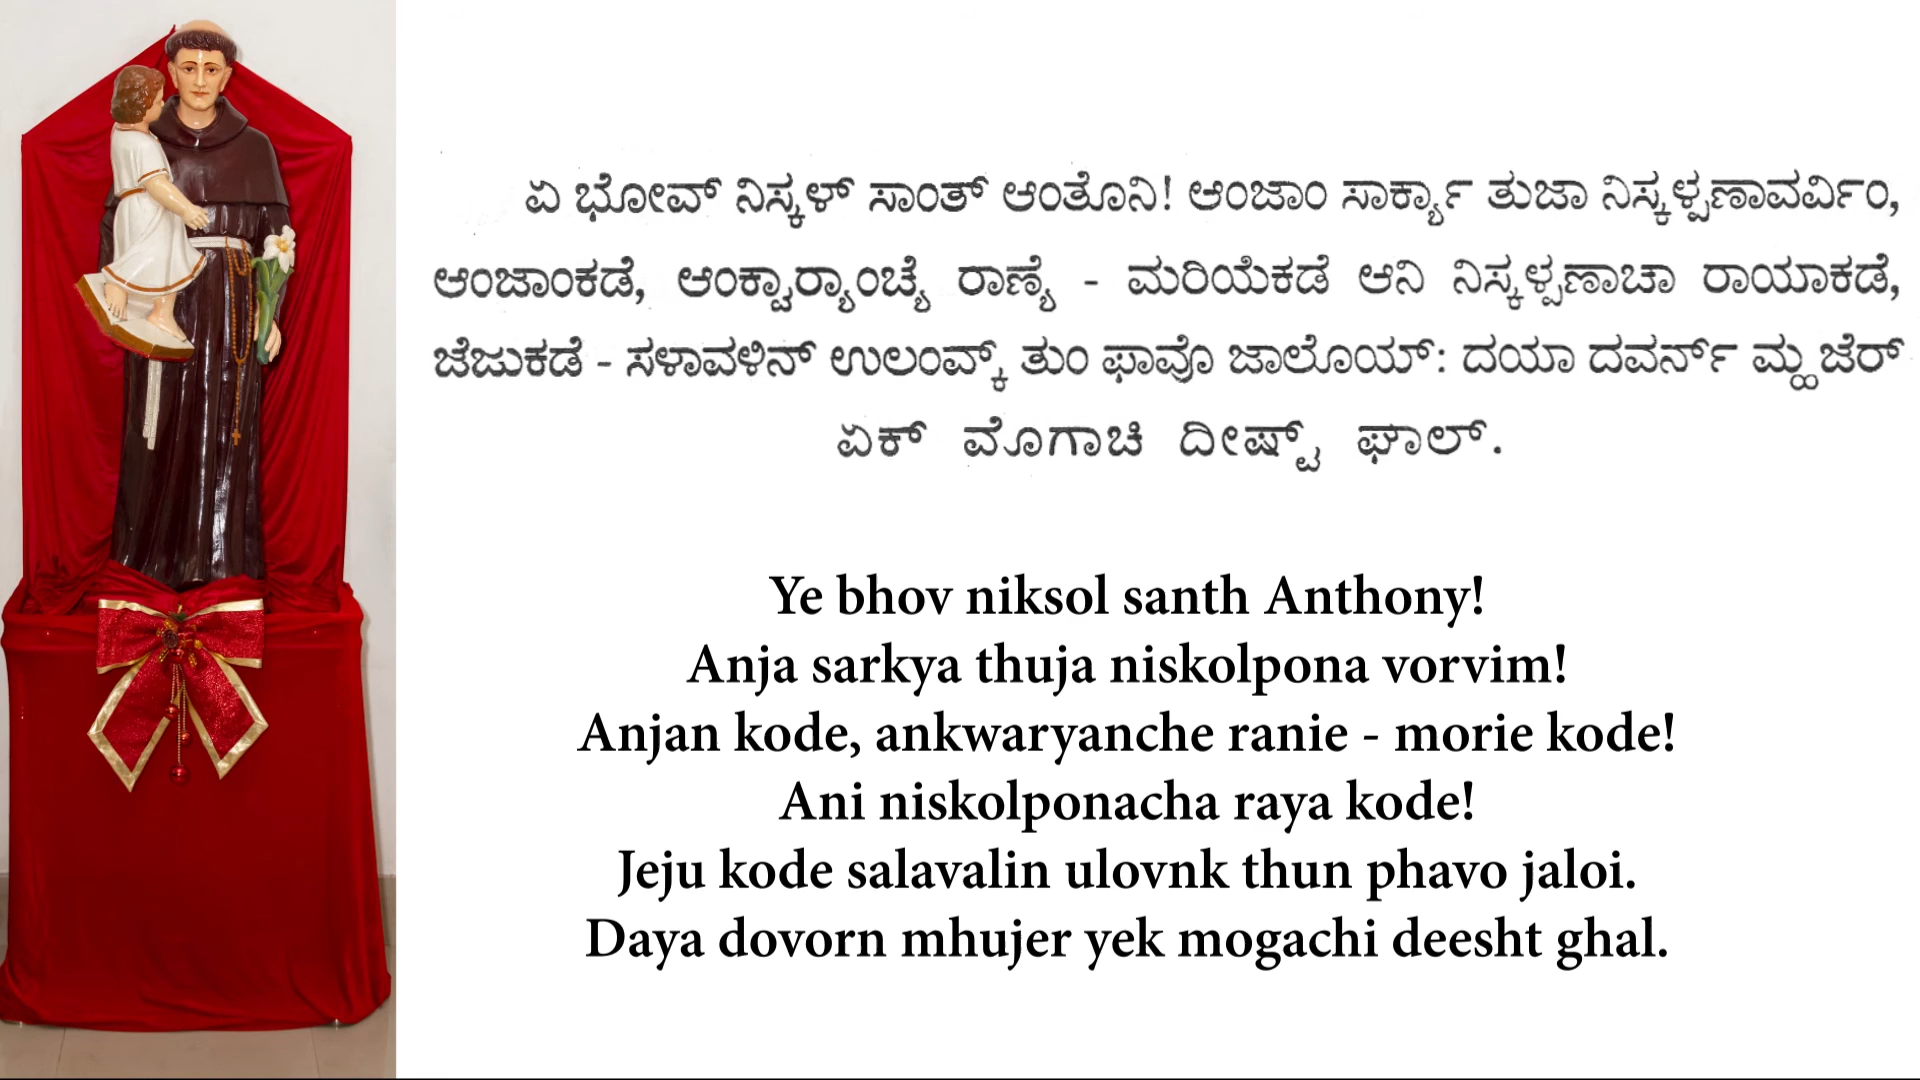 ಏ ಭೋವ್ ನಿಸ್ಕಳ್ ಸಾಂತ್ ಆಂತೊನಿ! ಆಂಜಾಂ ಸಾರ್ಕ್ಯಾ ತುಜಾ ನಿಸ್ಕಳ್ಪಣಾವರ್ವಿಂ,
ಆಂಜಾಂಕಡೆ, ಆಂಕ್ವಾರ‍್ಯಾಂಚ್ಯೆ ರಾಣ್ಯೆ - ಮರಿಯೆಕಡೆ ಆನಿ ನಿಸ್ಕಳ್ಪಣಾಚಾ ರಾಯಾಕಡೆ,
ಜೆಜುಕಡೆ - ಸಳಾವಳಿನ್ ಉಲಂವ್ಕ್ ತುಂ ಫಾವೊ ಜಾಲೊಯ್: ದಯಾ ದವರ್ನ್ ಮ್ಹಜೆರ್
ಏಕ್ ಮೊಗಾಚಿ ದೀಷ್ಟ್ ಘಾಲ್.
Ye bhov niksol santh Anthony!
Anja sarkya thuja niskolpona vorvim!
Anjan kode, ankwaryanche ranie - morie kode!
Ani niskolponacha raya kode!
Jeju kode salavalin ulovnk thun phavo jaloi.
Daya dovorn mhujer yek mogachi deesht ghal.